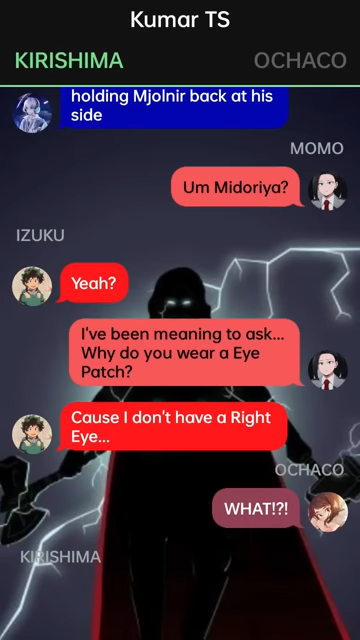 Kumar TS
KIRISHIMA
OCHACO
holding Mjolnir back at his
side
MOMO
Um Midoriya?
IZUKU
Yeah?
I've been meaning to ask...
Why do you wear a Eye
Patch?
Cause I don't have a Right
Eye...
OCHACO
WHAT!?!
KIRISHIMA